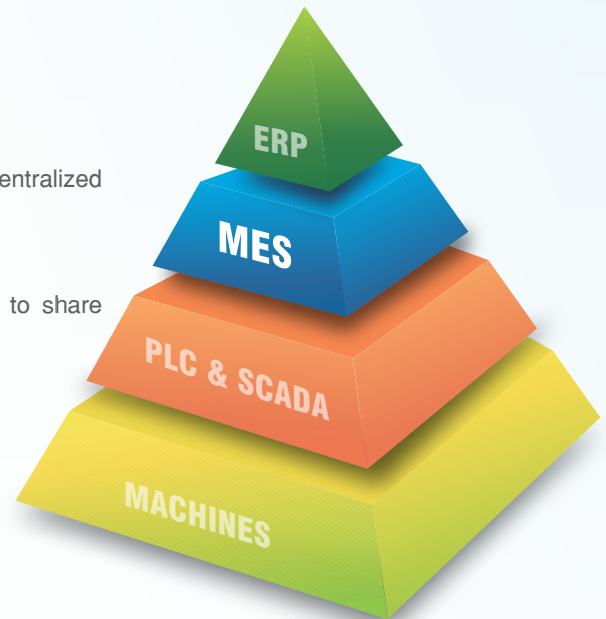 ERP
entralized
MES
to share
PLC & SCADA
MACHINES